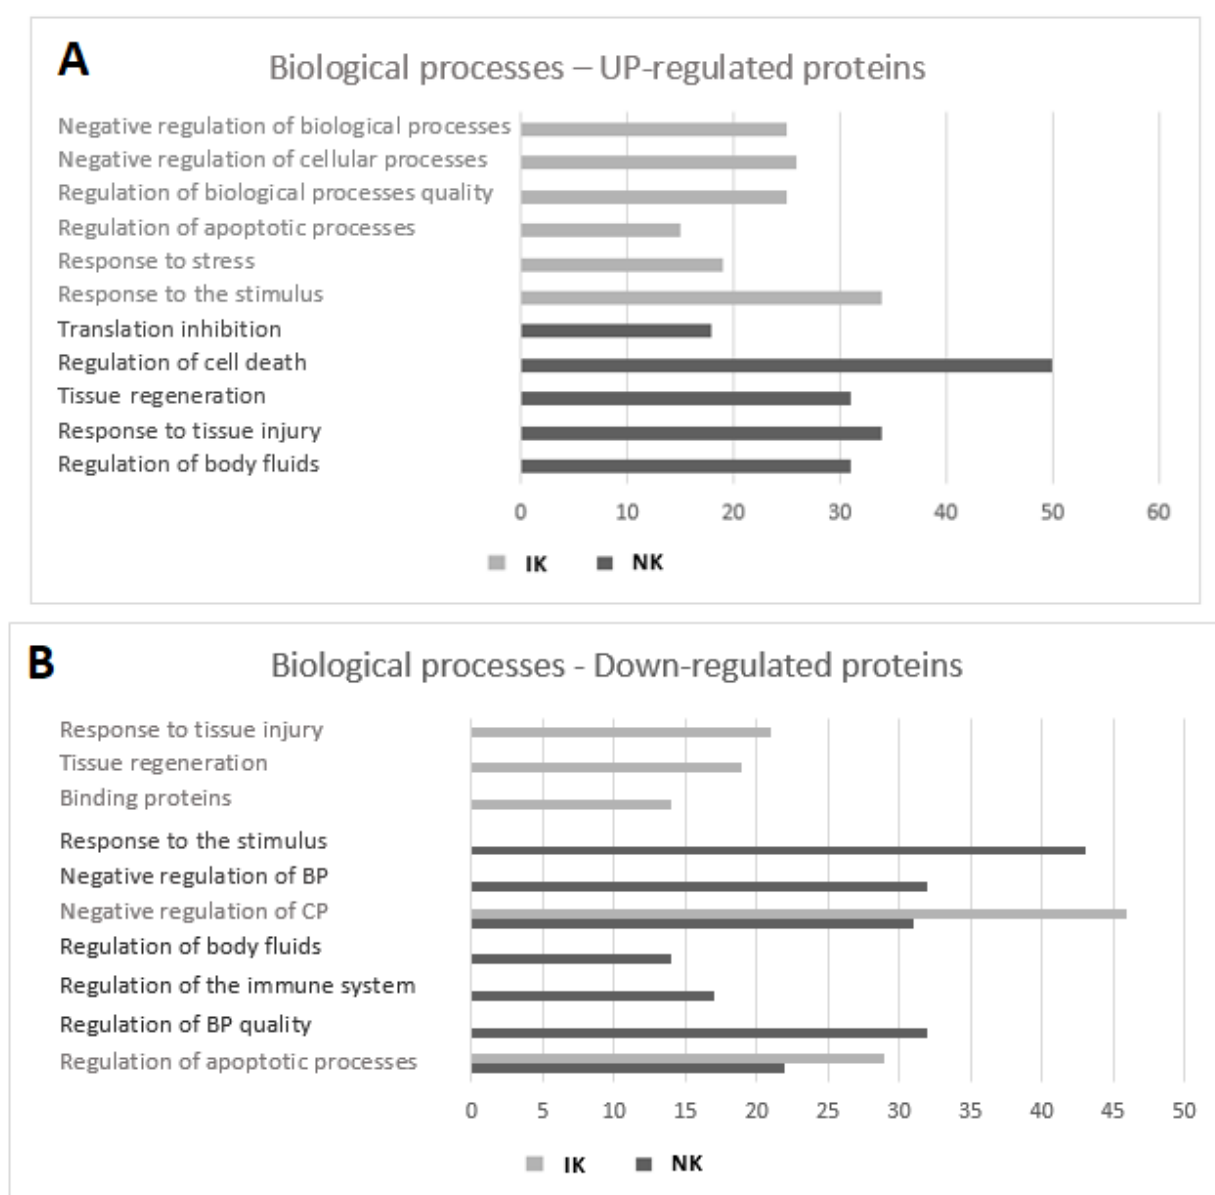 A
Biological processes – UP-regulated proteins
Negative regulation of biological processes
Negative regulation of cellular processes
Regulation of biological processes quality
Regulation of apoptotic processes
Response to stress
Response to the stimulus
Translation inhibition
Regulation of cell death
Tissue regeneration
Response to tissue injury
Regulation of body fluids
0 10 20 30 40 50 60
IK NK
B
Biological processes - Down-regulated proteins
Response to tissue injury
Tissue regeneration
Binding proteins
Response to the stimulus
Negative regulation of BP
Negative regulation of CP
Regulation of body fluids
Regulation of the immune system
Regulation of BP quality
Regulation of apoptotic processes
0 5 10 15 20 25 30 35 40 45 50
IK NK